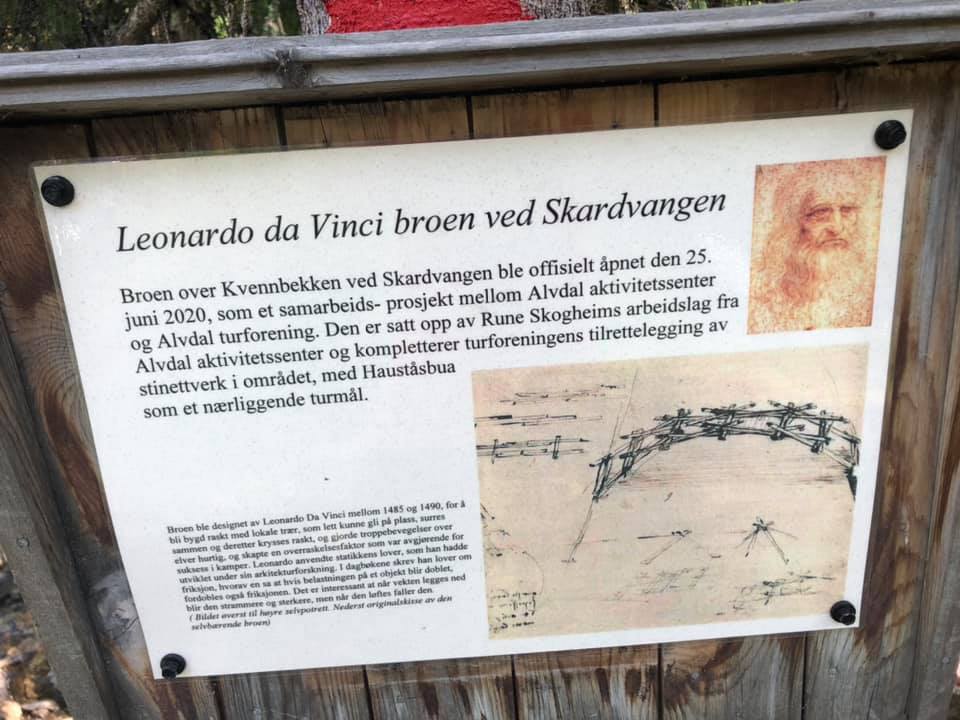 Leonardo da Vinci broen ved Skardvangen
Broen over Kvennbekken ved Skardvangen ble offisielt åpnet den 25.
juni 2020, som et samarbeids- prosjekt mellom Alvdal aktivitetssenter
og Alvdal turforening. Den er satt opp av Rune Skogheims arbeidslag fra
Alvdal aktivitetssenter og kompletterer turforeningens tilrettelegging av
stinettverk i området, med Hauståsbua
som et nærliggende turmål.
Broen ble designet av Leonardo Da Vinci mellom 1485 og 1490, for å
bli bygd raskt med lokale trær, som lett kunne gli på plass, surres
sammen og deretter krysses raskt, og gjorde troppebevegelser over
elver hurtig, og skapte en overraskelsesfaktor som var avgjørende for
suksess i kamper. Leonardo anvendte statikkens lover, som han hadde
utviklet under sin arkitekturforskning. I dagbøkene skrev han lover om
friksjon, hvorav en sa at hvis belastningen på et objekt blir doblet,
fordobles også friksjonen. Det er interessant at når vekten legges ned
blir den strammere og sterkere, men når den løftes faller den.
( Bildet øverst til høyre selvpotrett. Nederst originalskisse av den
selvbærende broen)